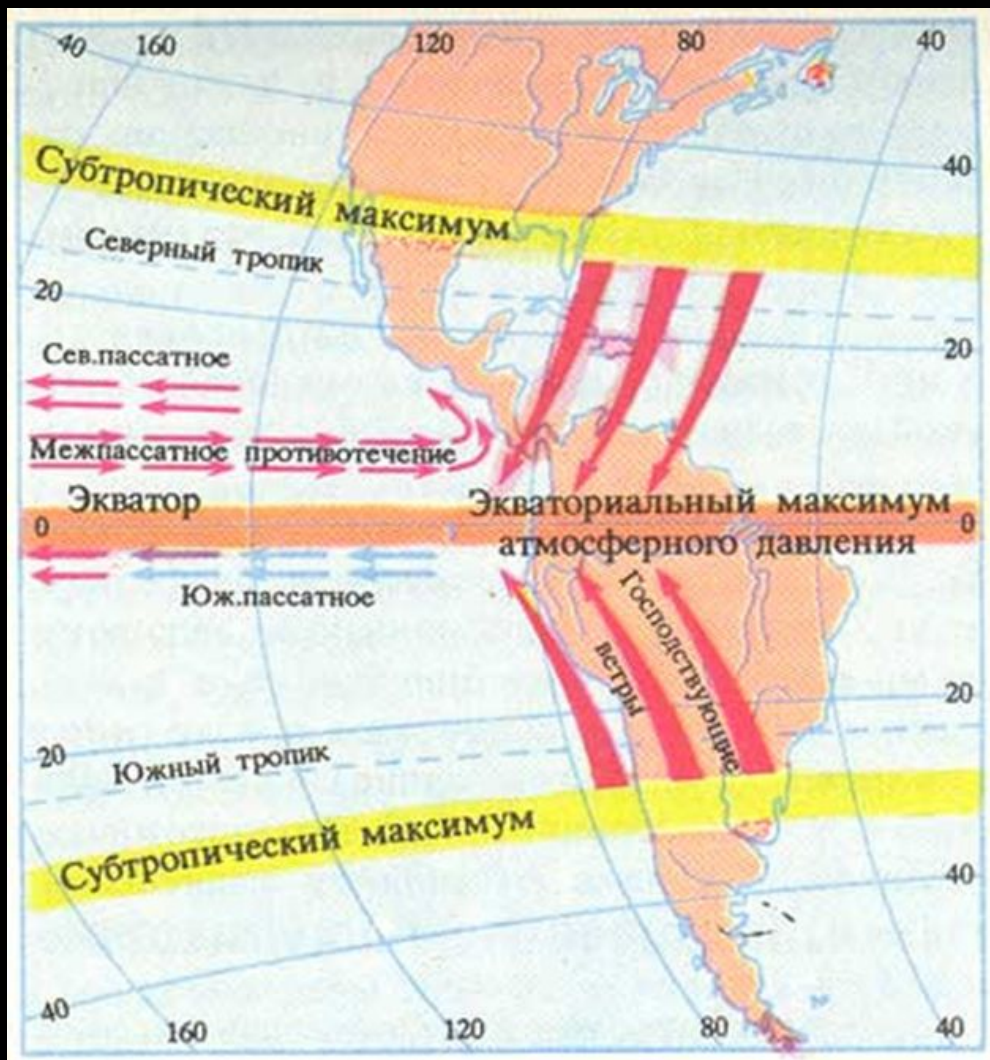 40 160 120 80 40
40
Субтропический максимум
Северный тропик
20
20
Сев.пассатное
Межпассатное противотечение
Экватор
Экваториальный максимум
0
0
атмосферного давления
Юж.пассатное
Господствующие
ветры
20
20
Южный тропик
Субтропический максимум
40
40
160 120 80 40